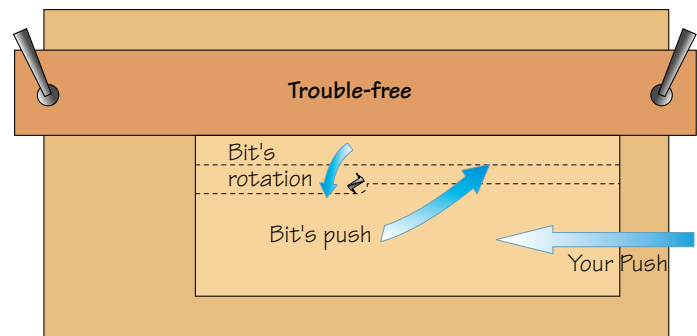 Trouble-free
Bit's
rotation
Bit's push
Your Push